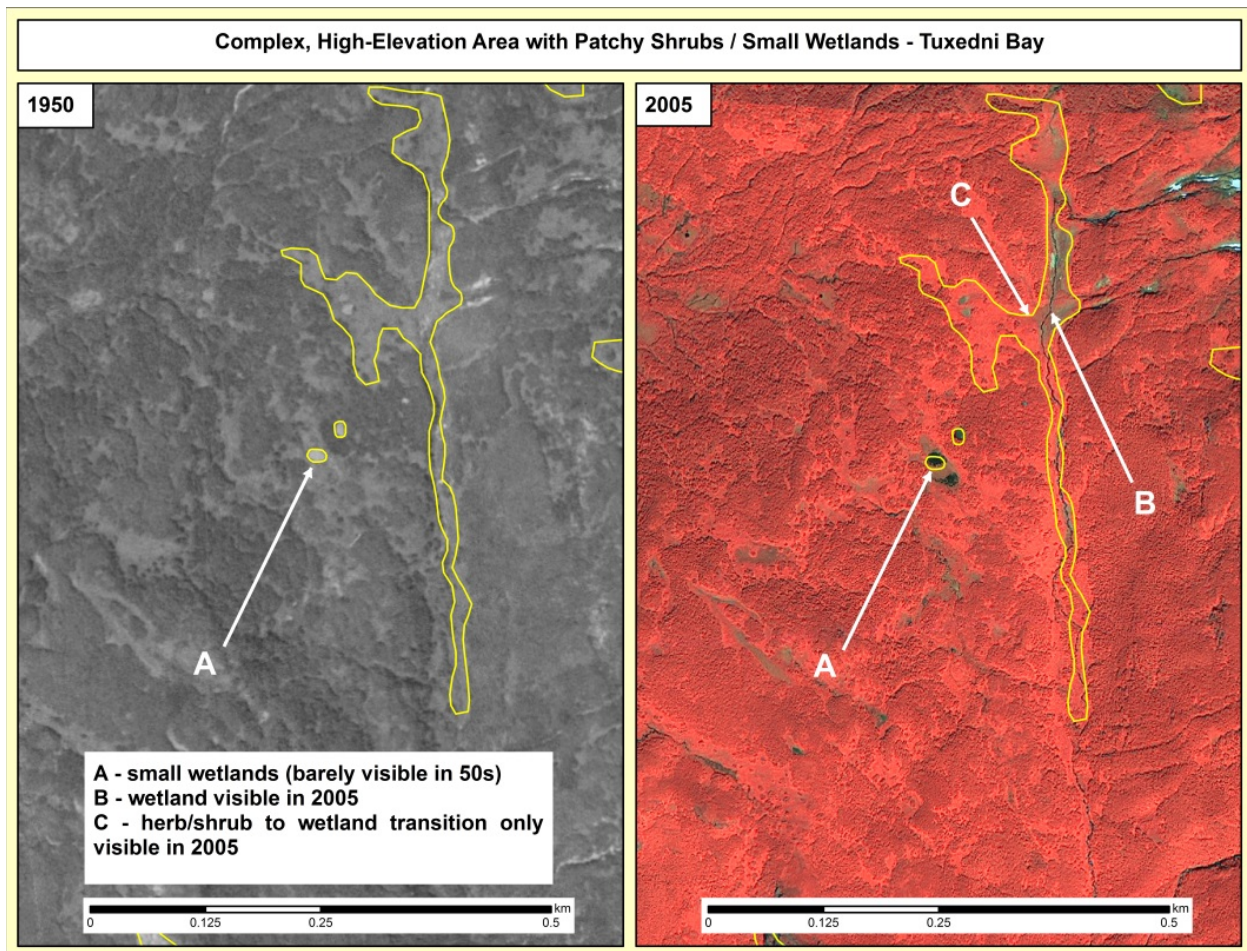 Complex, High-Elevation Area with Patchy Shrubs / Small Wetlands - Tuxedni Bay
1950
A
A - small wetlands (barely visible in 50s)
B - wetland visible in 2005
C - herb/shrub to wetland transition only
visible in 2005
km
0 0.125 0.25 0.5
2005
C
B
A
km
0 0.125 0.25 0.5